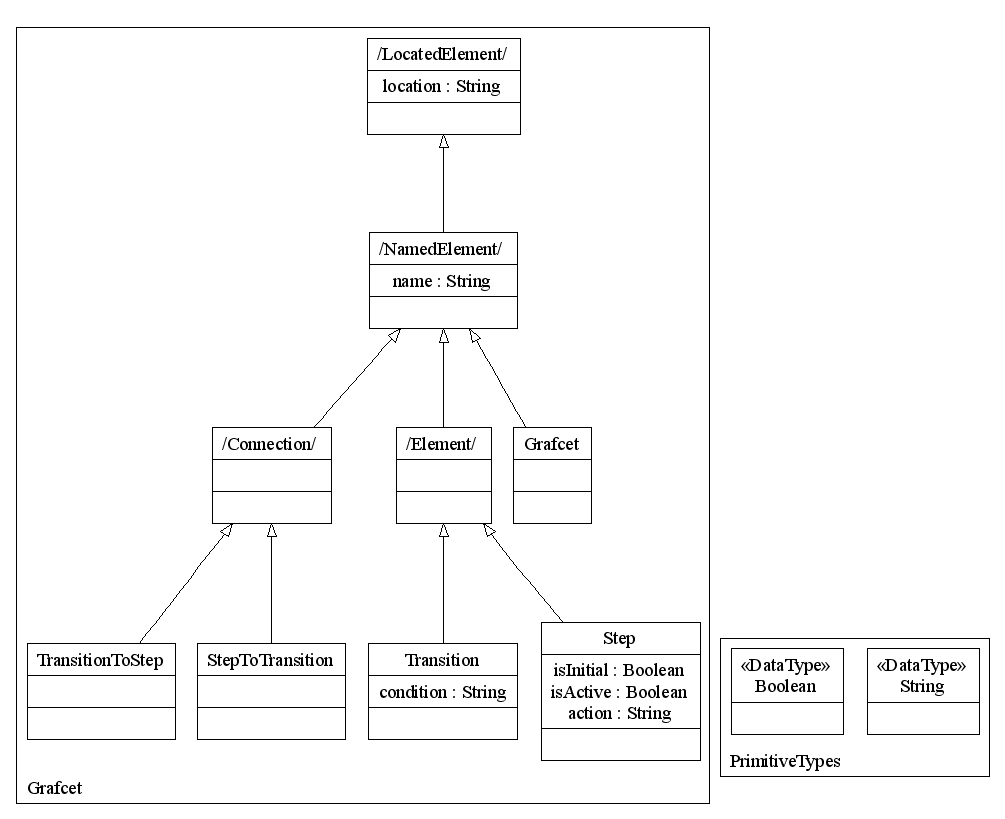 /LocatedElement/
location : String
/NamedElement/
name : String
/Connection/
/Element/
Grafcet
TransitionToStep
StepToTransition
Transition
condition : String
Step
isInitial : Boolean
isActive : Boolean
action : String
Grafcet
«DataType»
Boolean
«DataType»
String
PrimitiveTypes